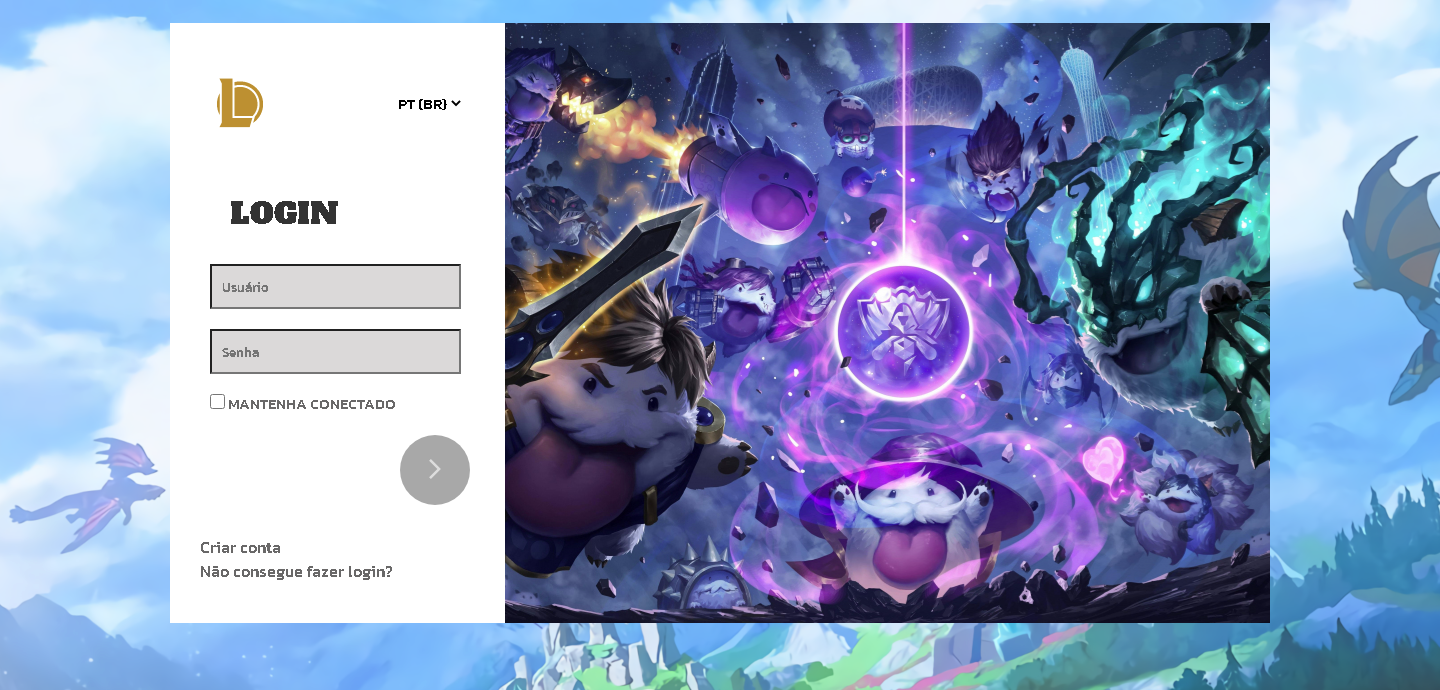 PT (BR)
LOGIN
Usuário
Senha
MANTENHA CONECTADO
Criar conta
Não consegue fazer login?